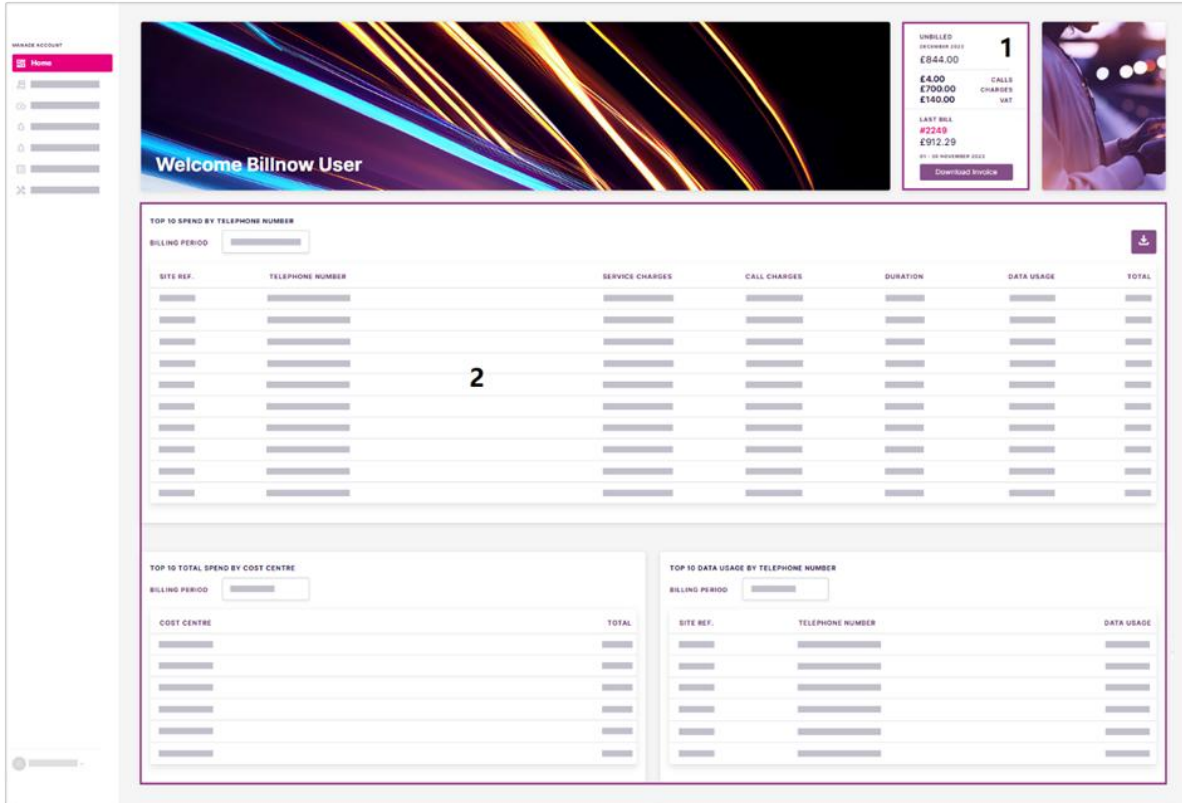 MANAGE ACCOUNT
Home
Welcome Billnow User
UNBILLED
DECEMBER 2023
£844.00
1
£4.00 CALLS
£700.00 CHARGES
£140.00 VAT
LAST BILL
#2249
£912.29
01 - 30 NOVEMBER 2023
Download Invoice
TOP 10 SPEND BY TELEPHONE NUMBER
BILLING PERIOD
SITE REF. TELEPHONE NUMBER SERVICE CHARGES CALL CHARGES DURATION DATA USAGE TOTAL
2
TOP 10 TOTAL SPEND BY COST CENTRE
BILLING PERIOD
COST CENTRE TOTAL
TOP 10 DATA USAGE BY TELEPHONE NUMBER
BILLING PERIOD
SITE REF. TELEPHONE NUMBER DATA USAGE